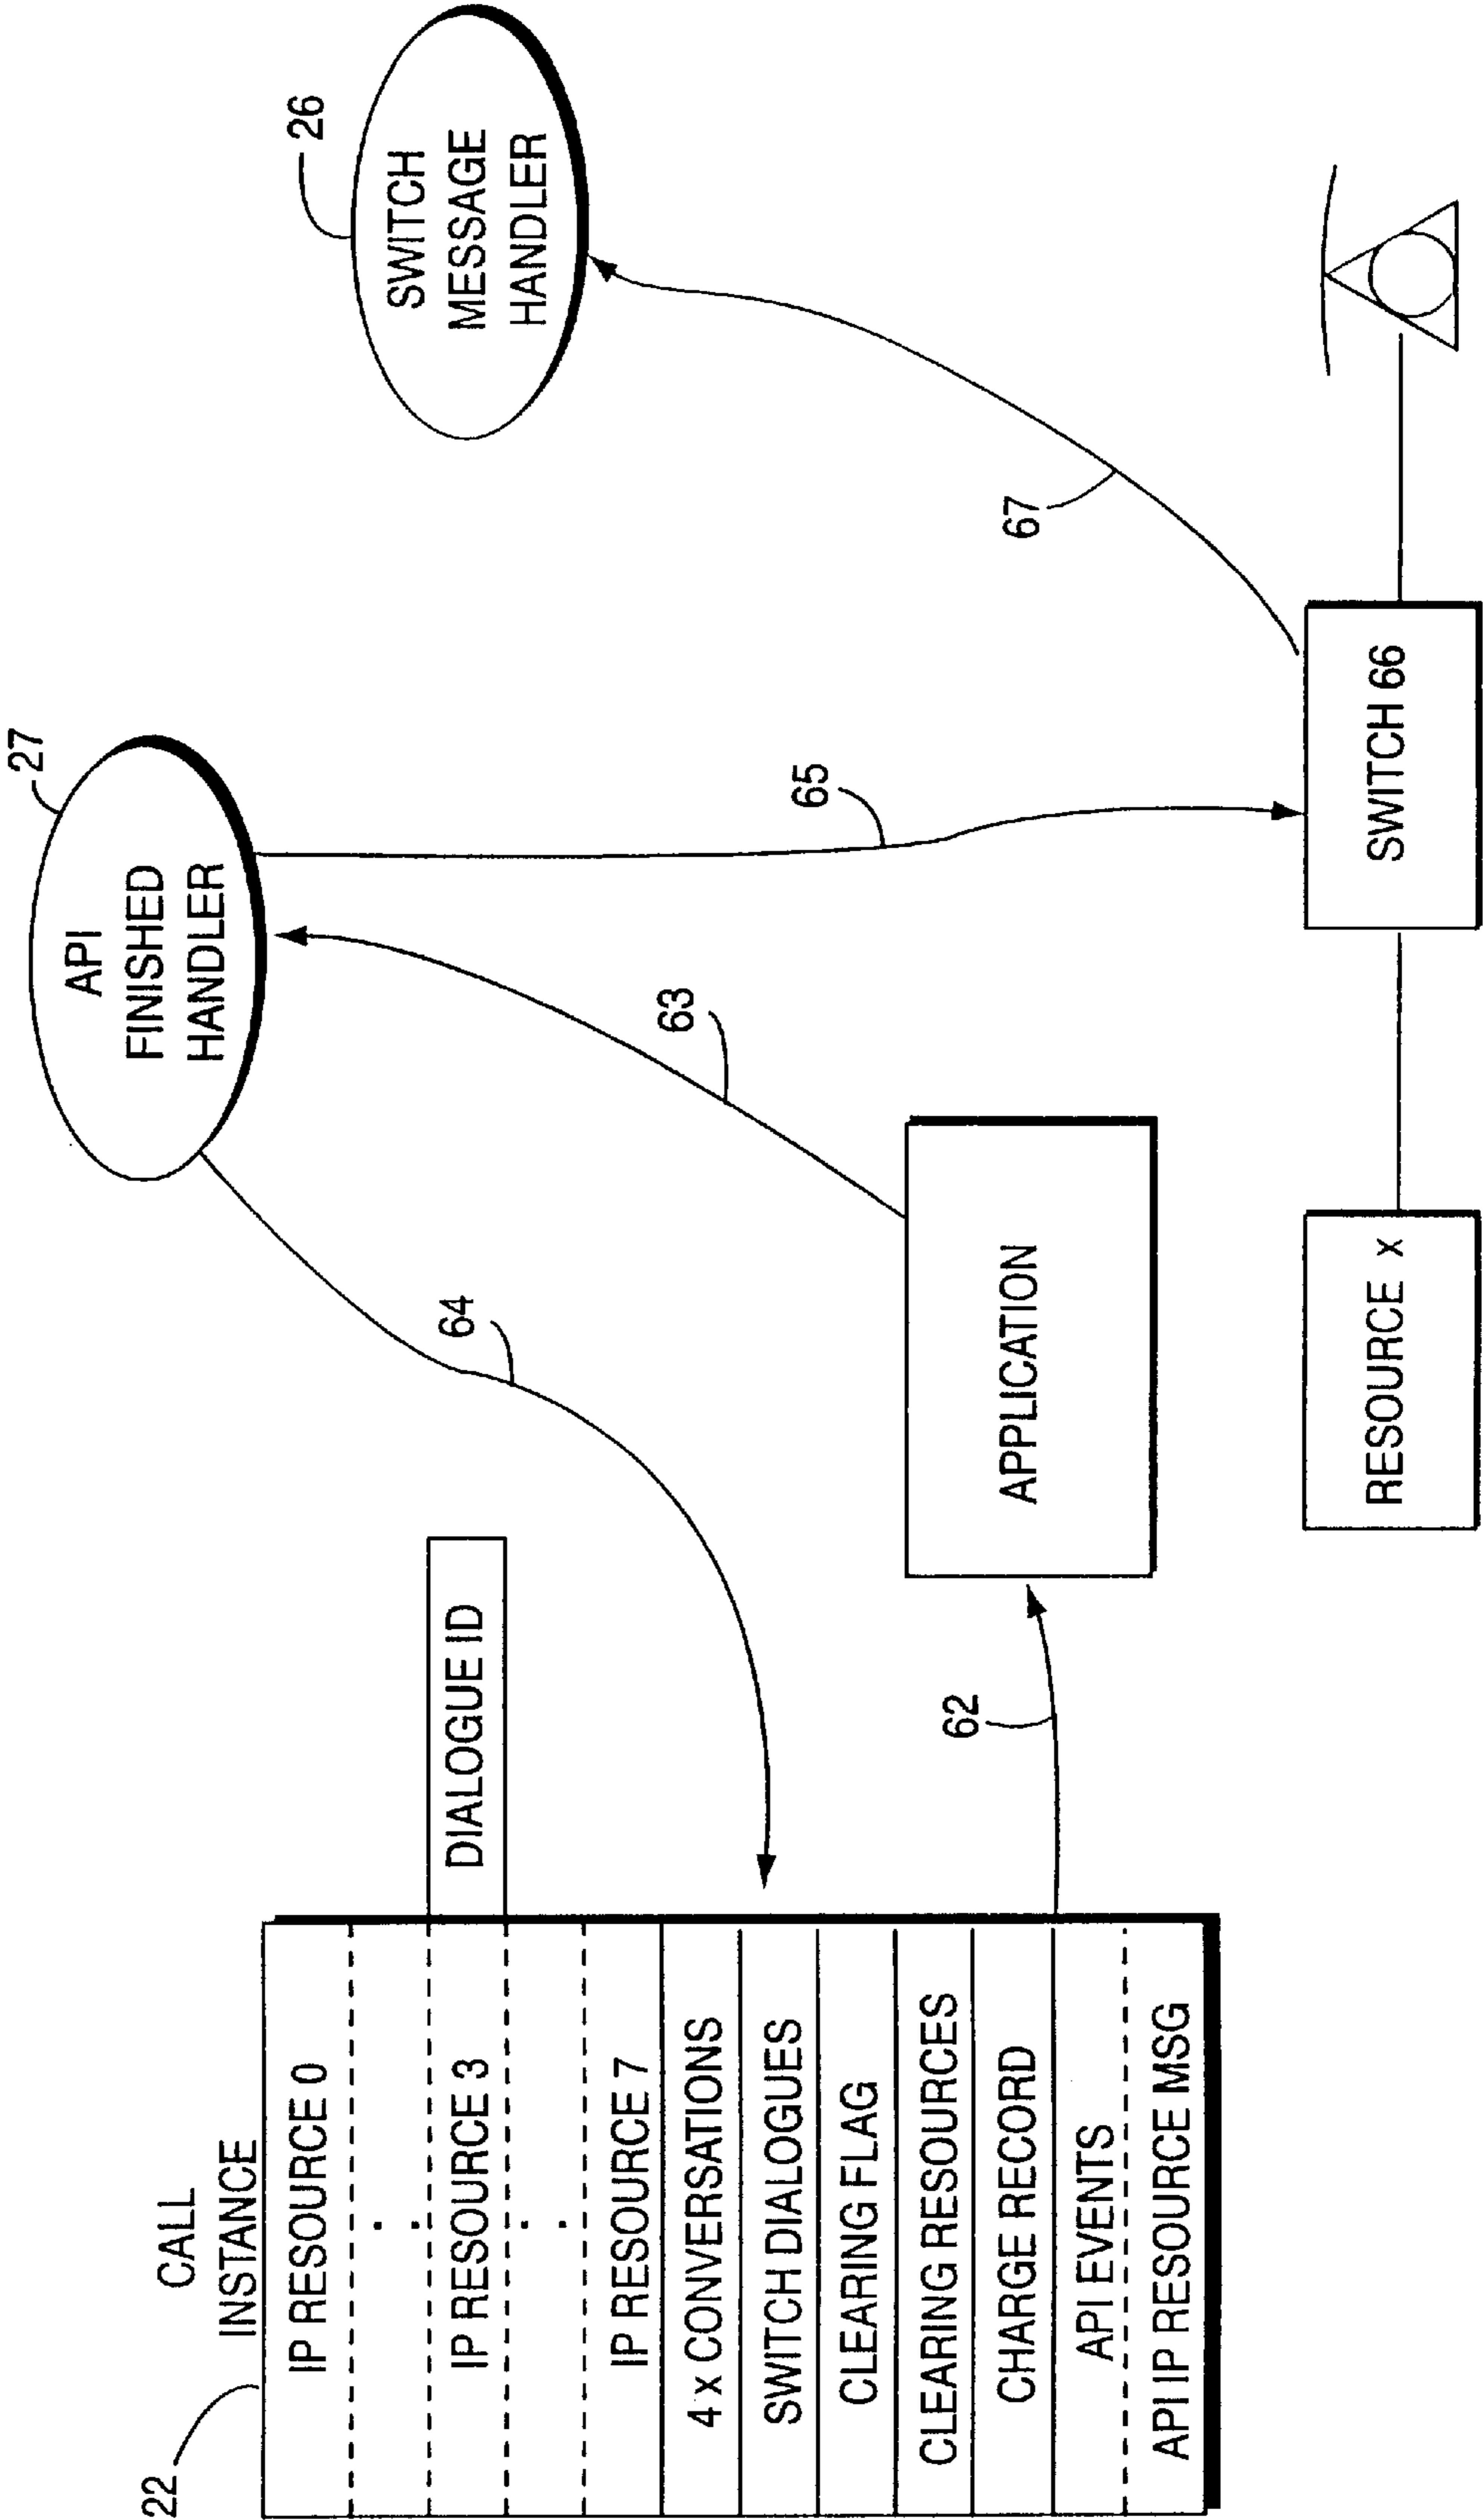 22
CALL
INSTANCE
IP RESOURCE 0
IP RESOURCE 3
IP RESOURCE 7
4 x CONVERSATIONS
SWITCH DIALOGUES
CLEARING FLAG
CLEARING RESOURCES
CHARGE RECORD
API EVENTS
API IP RESOURCE MSG
DIALOGUE ID
62
64
APPLICATION
63
API
FINISHED
HANDLER
27
65
RESOURCE x
SWITCH 66
67
SWITCH
MESSAGE
HANDLER
26